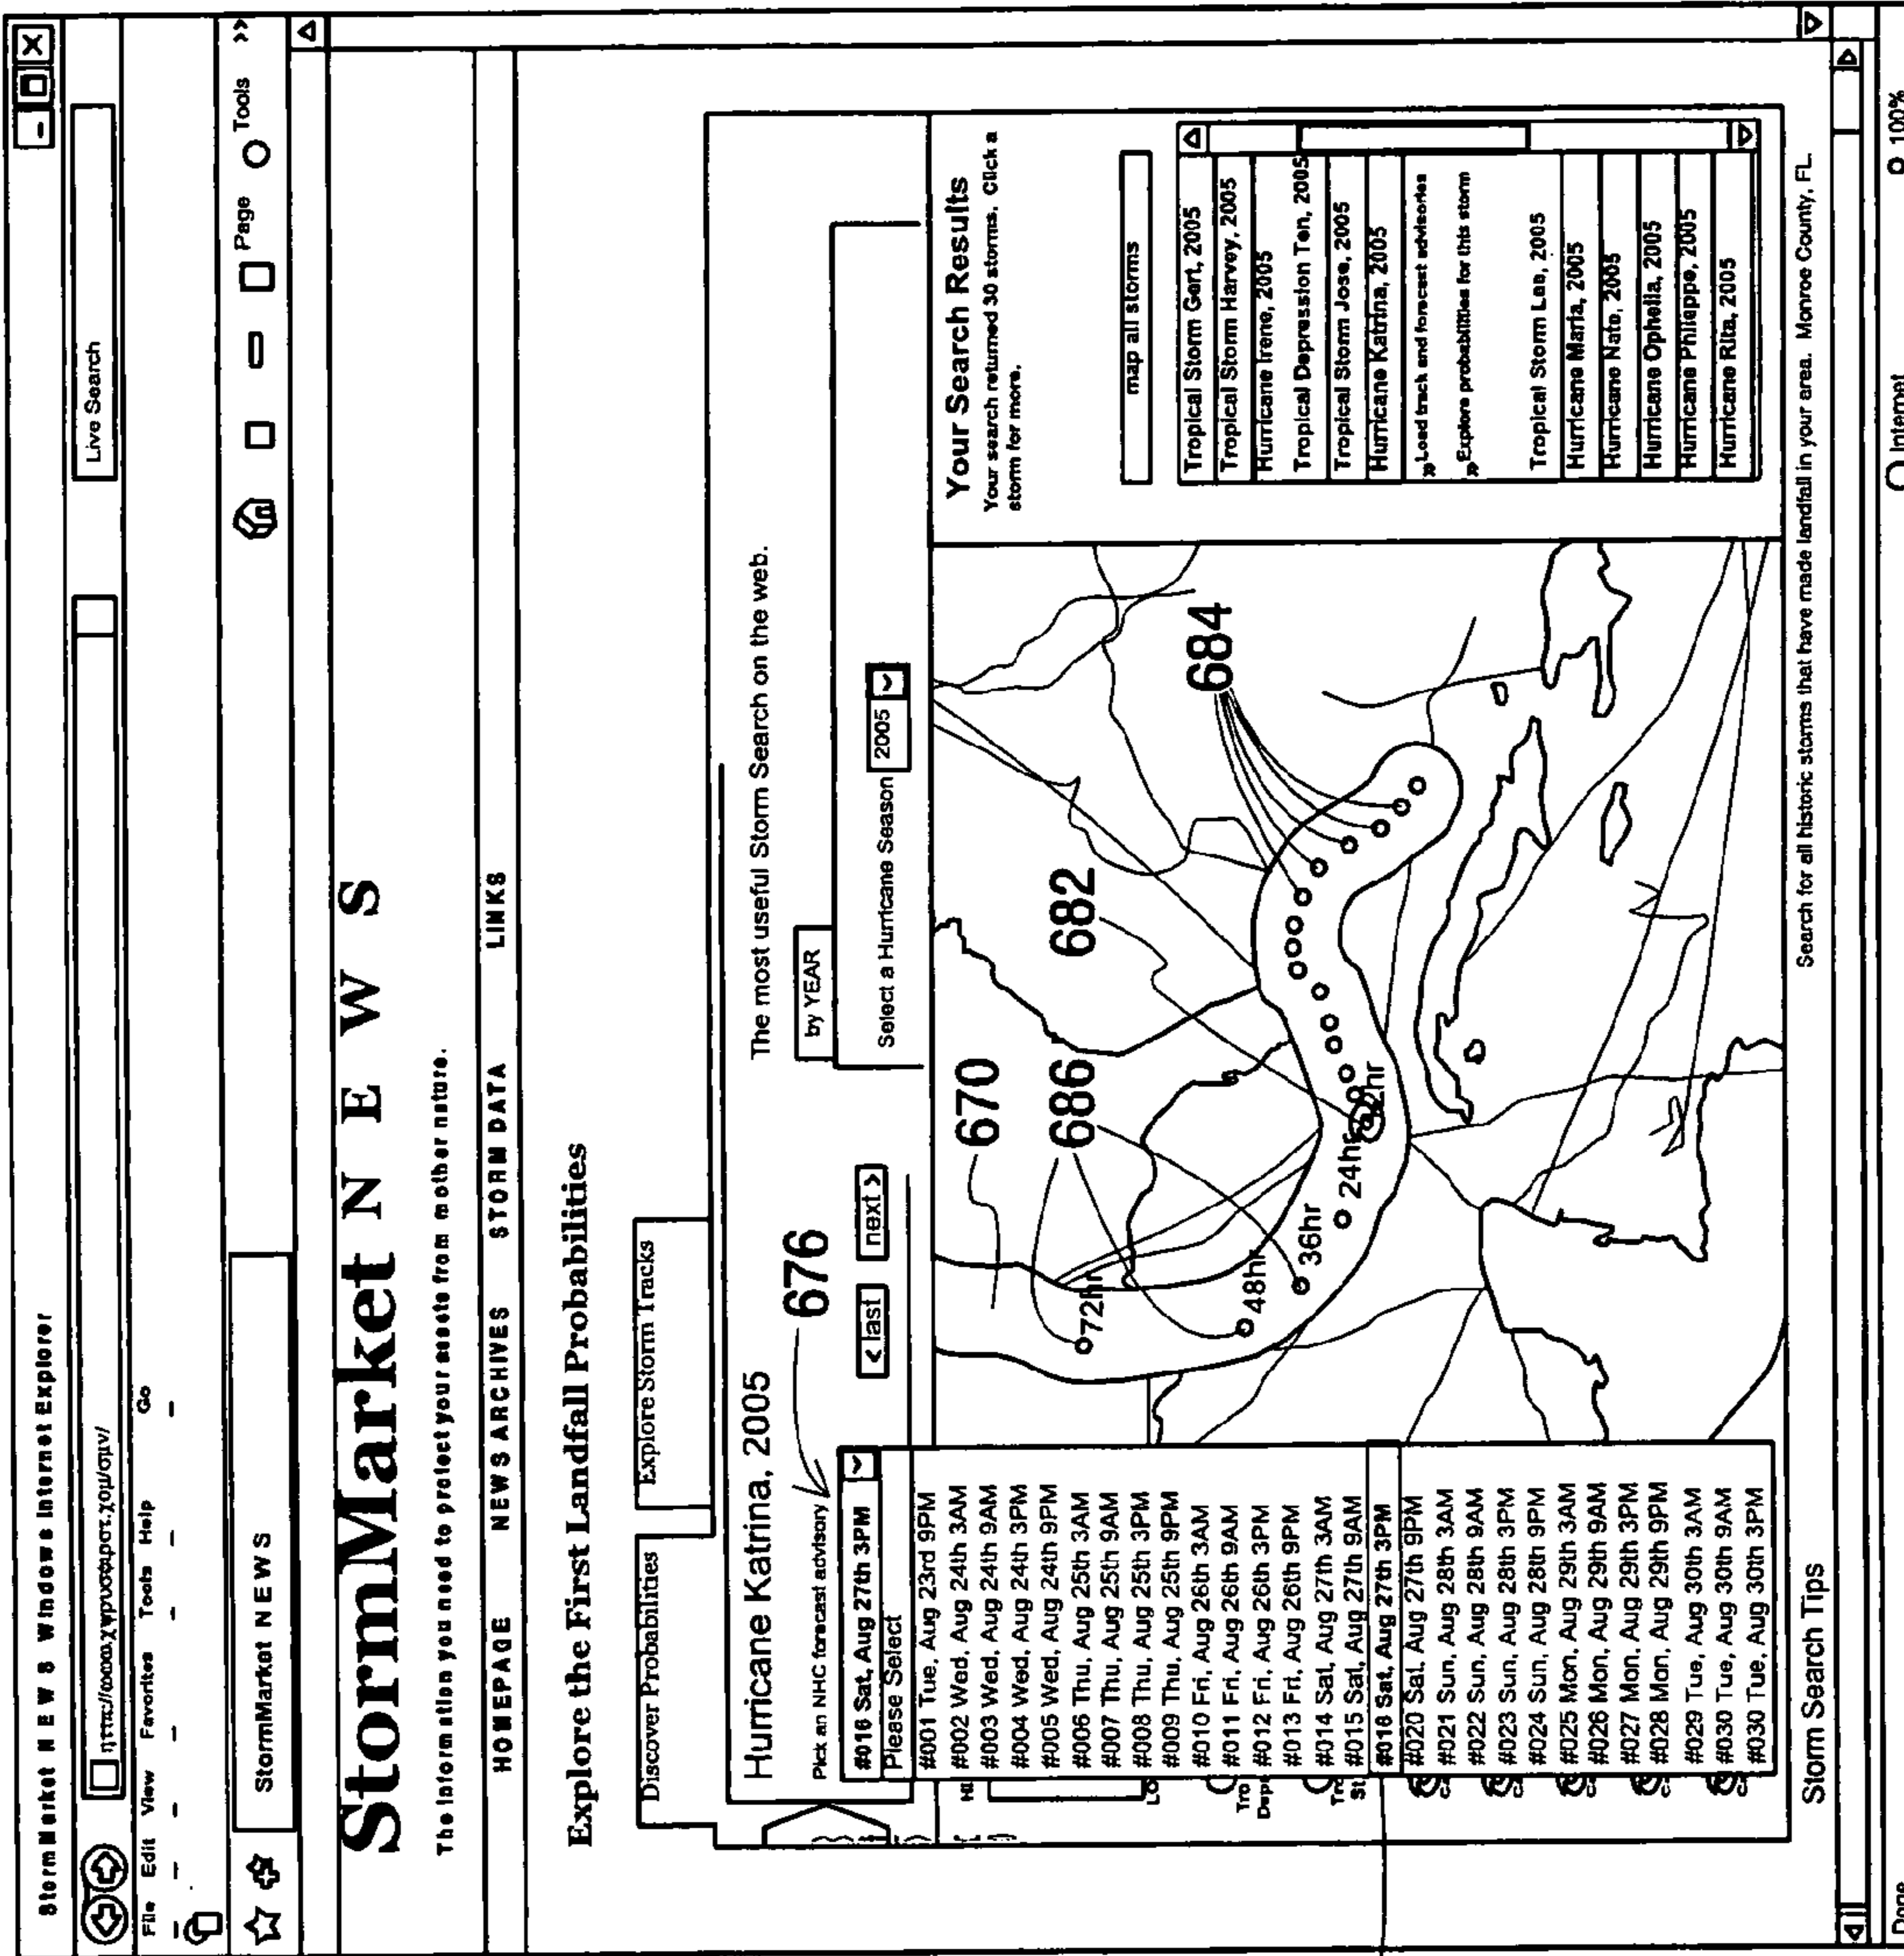 StormMarket N E W S Windows Internet Explorer
ηττπ://ωωω.χψρυσφιρστ.χομ/σμν/
Live Search
File Edit View Favorites Tools Help Go
StormMarket N E W S
Page Tools >>
StormMarket N E W S
The information you need to protect your assets from mother nature.
HOMEPAGE NEWS ARCHIVES STORM DATA LINKS
Explore the First Landfall Probabilities
Discover Probabilities Explore Storm Tracks
The most useful Storm Search on the web.
Hurricane Katrina, 2005
676
by YEAR
Pick an NHC forecast advisory
< last next >
Select a Hurricane Season 2005
#016 Sat, Aug 27th 3PM
Please Select
#001 Tue, Aug 23rd 9PM
#002 Wed, Aug 24th 3AM
#003 Wed, Aug 24th 9AM
#004 Wed, Aug 24th 3PM
#005 Wed, Aug 24th 9PM
#006 Thu, Aug 25th 3AM
#007 Thu, Aug 25th 9AM
#008 Thu, Aug 25th 3PM
#009 Thu, Aug 25th 9PM
#010 Fri, Aug 26th 3AM
#011 Fri, Aug 26th 9AM
#012 Fri, Aug 26th 3PM
#013 Fri, Aug 26th 9PM
#014 Sat, Aug 27th 3AM
#015 Sat, Aug 27th 9AM
#016 Sat, Aug 27th 3PM
#020 Sat, Aug 27th 9PM
#021 Sun, Aug 28th 3AM
#022 Sun, Aug 28th 9AM
#023 Sun, Aug 28th 3PM
#024 Sun, Aug 28th 9PM
#025 Mon, Aug 29th 3AM
#026 Mon, Aug 29th 9AM
#027 Mon, Aug 29th 3PM
#028 Mon, Aug 29th 9PM
#029 Tue, Aug 30th 3AM
#030 Tue, Aug 30th 9AM
#030 Tue, Aug 30th 3PM
HI
LO
Tro
Dep
Tro
St
670
686
682
684
72hr
48hr
36hr
24hr
Your Search Results
Your search returned 30 storms. Click a
storm for more.
map all storms
Tropical Storm Gert, 2005
Tropical Storm Harvey, 2005
Hurricane Irene, 2005
Tropical Depression Ten, 2005
Tropical Storm Jose, 2005
Hurricane Katrina, 2005
»Load track and forecast advisories
»Explore probabilities for this storm
Tropical Storm Lee, 2005
Hurricane Maria, 2005
Hurricane Nate, 2005
Hurricane Ophelia, 2005
Hurricane Phileppe, 2005
Hurricane Rita, 2005
Storm Search Tips
Search for all historic storms that have made landfall in your area. Monroe County, FL.
Done
Internet
100%